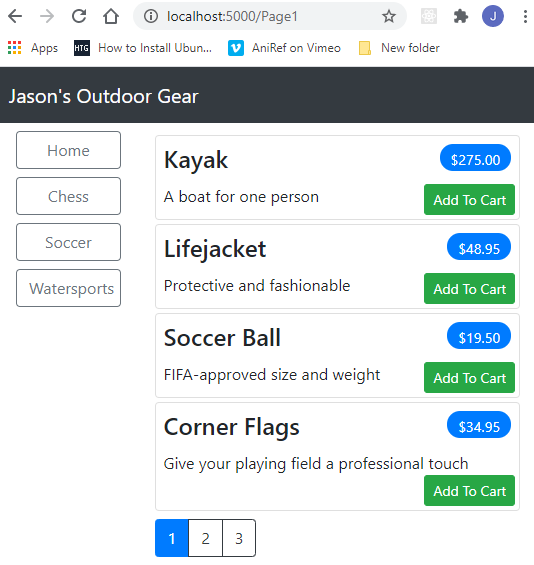 localhost:5000/Page1
J
Apps
HTG How to Install Ubun...
AniRef on Vimeo
New folder
Jason's Outdoor Gear
Home
Chess
Soccer
Watersports
Kayak
$275.00
A boat for one person
Add To Cart
Lifejacket
$48.95
Protective and fashionable
Add To Cart
Soccer Ball
$19.50
FIFA-approved size and weight
Add To Cart
Corner Flags
$34.95
Give your playing field a professional touch
Add To Cart
1 2 3